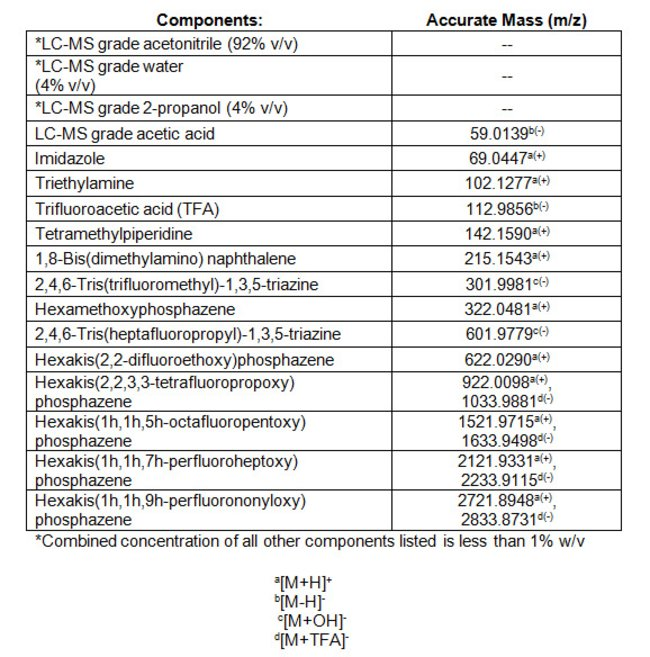 Components: Accurate Mass (m/z)
*LC-MS grade acetonitrile (92% v/v) --
*LC-MS grade water
(4% v/v) --
*LC-MS grade 2-propanol (4% v/v) --
LC-MS grade acetic acid 59.0139b(-)
Imidazole 69.0447a(+)
Triethylamine 102.1277a(+)
Trifluoroacetic acid (TFA) 112.9856b(-)
Tetramethylpiperidine 142.1590a(+)
1,8-Bis(dimethylamino) naphthalene 215.1543a(+)
2,4,6-Tris(trifluromethyl)-1,3,5-triazine 301.9981c(-)
Hexamethoxyphosphazene 322.0481a(+)
2,4,6-Tris(heptafluropropyl)-1,3,5-triazine 601.9779c(-)
Hexakis(2,2-difluoroethoxy)phosphazene 622.0290a(+)
Hexakis(2,2,3,3-tetrafluoropropoxy) 922.0098a(+),
phosphazene 1033.9881d(-)
Hexakis(1h,1h,5h-octafluoropentoxy) 1521.9715a(+),
phosphazene 1633.9498d(-)
Hexakis(1h,1h,7h-perfluoroheptoxy) 2121.9331a(+),
phosphazene 2233.9115d(-)
Hexakis(1h,1h,9h-perfluorononyloxy) 2721.8948a(+),
phosphazene 2833.8731d(-)
*Combined concentration of all other components listed is less than 1% w/v
a[M+H]+
b[M-H]-
c[M+OH]-
d[M+TFA]-